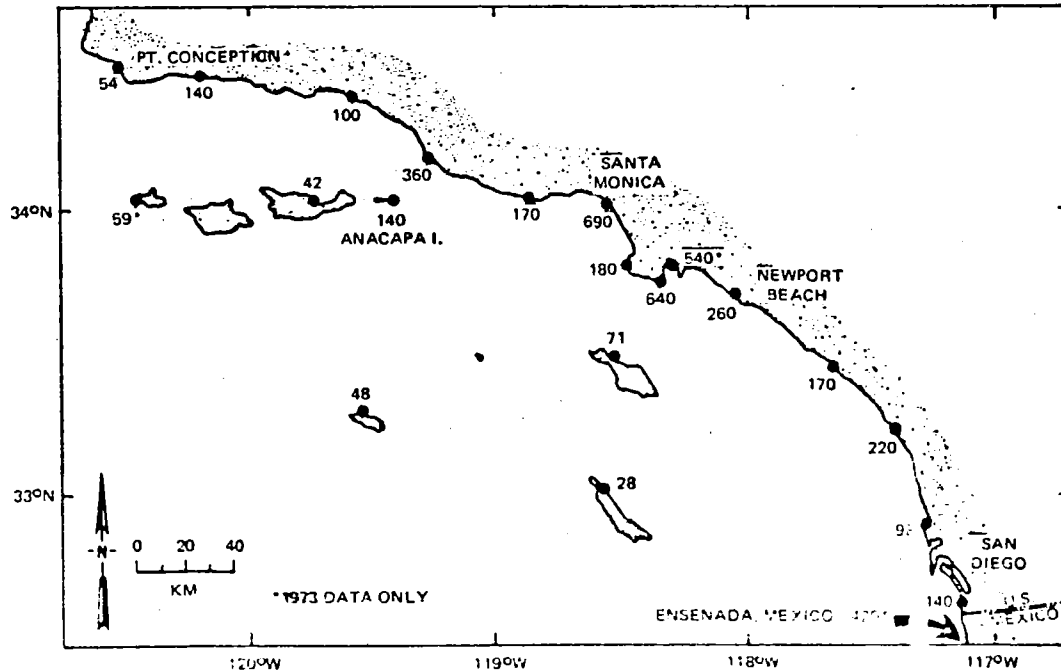 PT. CONCEPTION
54
140
100
360
SANTA
MONICA
34°N
59*
42
140
ANACAPA I.
170
690
180
540*
640
NEWPORT
BEACH
260
71
170
48
220
28
33°N
-N-
0 20 40
KM
SAN
DIEGO
140
U.S.
MEXICO
*1973 DATA ONLY
ENSENADA, MEXICO
120°W
119°W
118°W
117°W